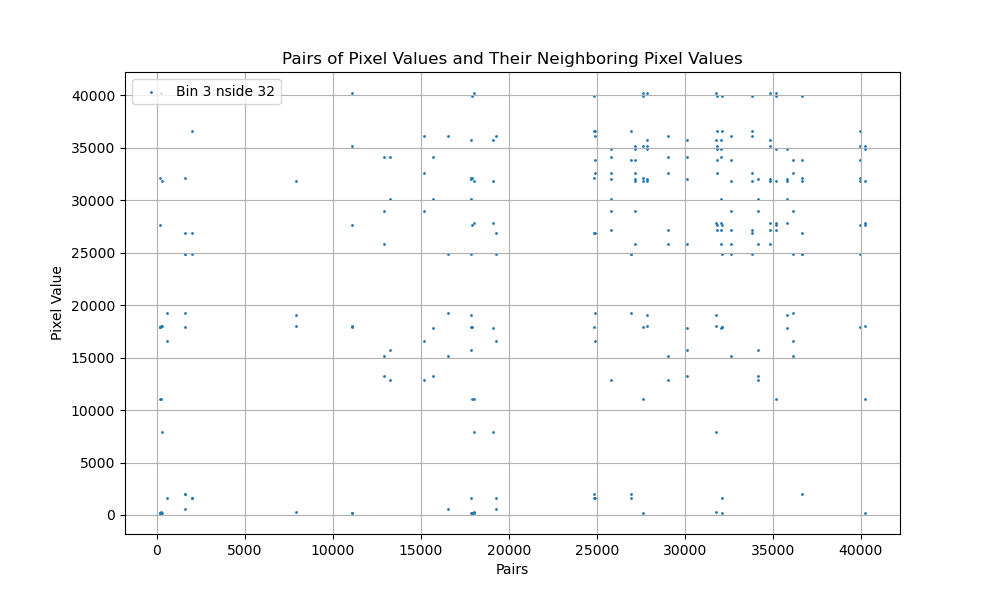 Pairs of Pixel Values and Their Neighboring Pixel Values
Bin 3 nside 32
Pixel Value
40000
35000
30000
25000
20000
15000
10000
5000
0
0 5000 10000 15000 20000 25000 30000 35000 40000
Pairs